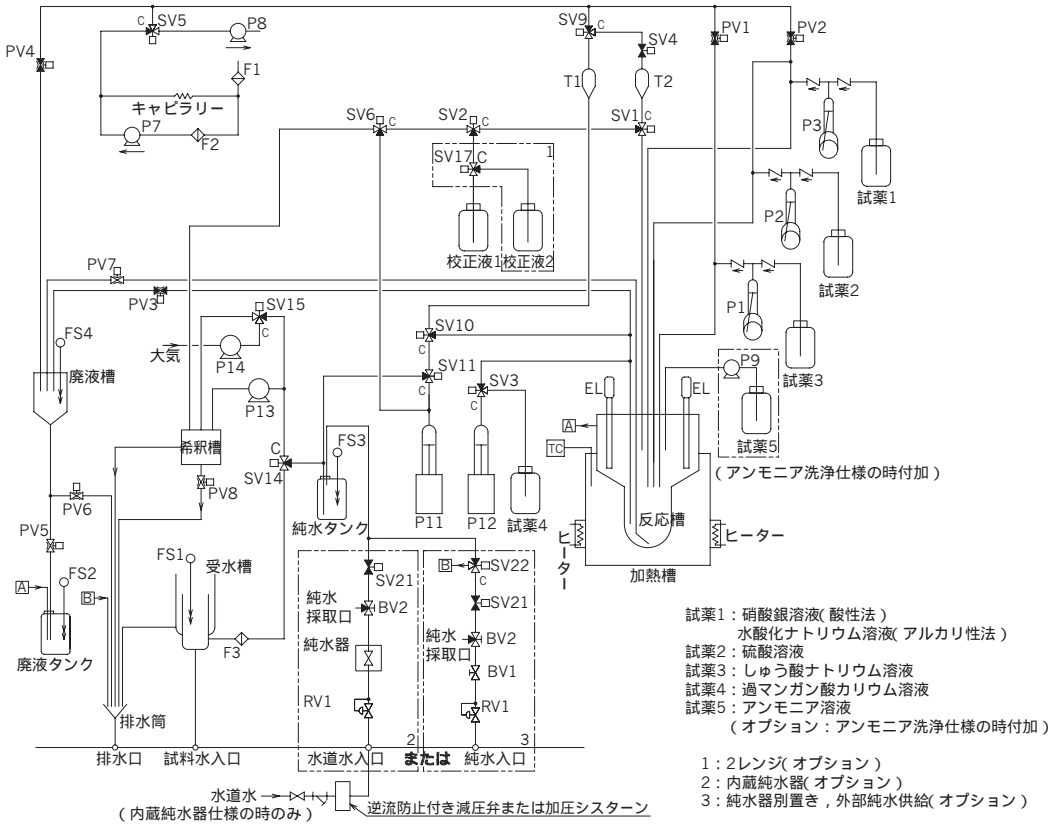 SV5
P8
C
PV4
F1
キャピラリー
P7
F2
SV9
C
SV4
T1
T2
PV1
PV2
SV6
C
SV2
C
SV1
C
P3
試薬1
SV17
C
1
校正液1
校正液2
P2
試薬2
PV7
PV3
SV15
C
P1
試薬3
FS4
大気
P14
SV10
C
SV11
C
SV3
C
P9
廃液槽
P13
EL
EL
試薬5
(アンモニア洗浄仕様の時付加)
A
TC
希釈槽
C
SV14
FS3
PV8
PV6
純水タンク
P11
P12
試薬4
反応槽
PV5
ヒーター
ヒーター
加熱槽
FS1
受水槽
A
FS2
B
廃液タンク
F3
SV21
純水
採取口
BV2
純水器
RV1
B
SV22
C
SV21
純水
採取口
BV2
BV1
RV1
排水筒
排水口
試料水入口
水道水入口
2
または
純水入口
3
水道水
(内蔵純水器仕様の時のみ)
逆流防止付き減圧弁または加圧シスターン
試薬1:硝酸銀溶液(酸性法)
水酸化ナトリウム溶液(アルカリ性法)
試薬2:硫酸溶液
試薬3:しゅう酸ナトリウム溶液
試薬4:過マンガン酸カリウム溶液
試薬5:アンモニア溶液
(オプション:アンモニア洗浄仕様の時付加)
1:2レンジ(オプション)
2:内蔵純水器(オプション)
3:純水器別置き,外部純水供給(オプション)